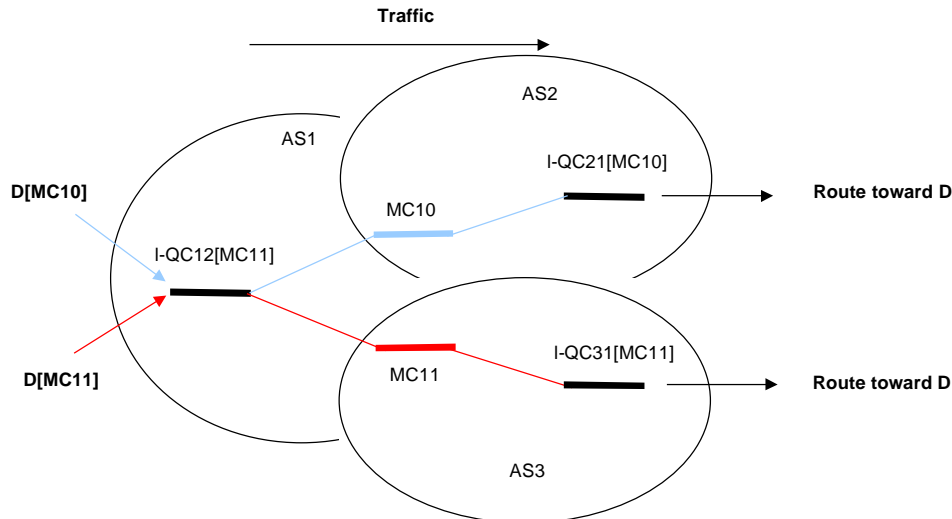 Traffic
AS2
AS1
I-QC21[MC10]
D[MC10]
Route toward D
MC10
I-QC12[MC11]
I-QC31[MC11]
MC11
D[MC11]
Route toward D
AS3